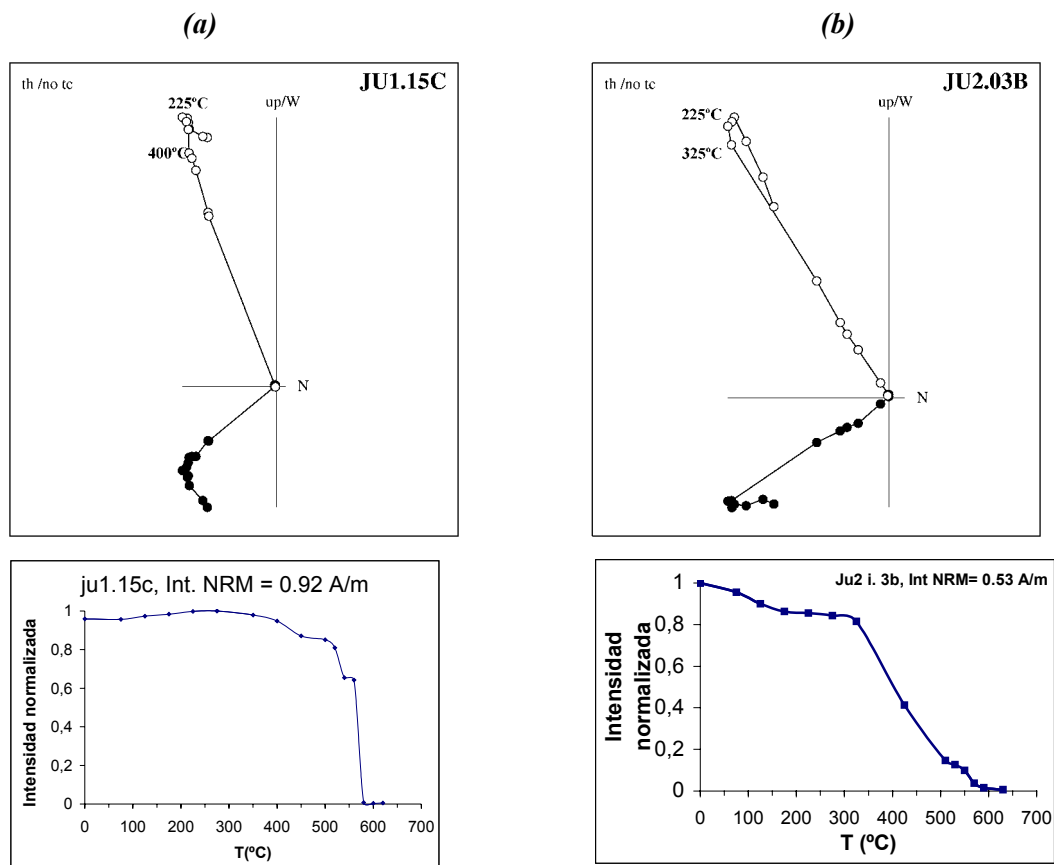 (a)
(b)
th /no tc
JU1.15C
225ºC
up/W
400ºC
N
th /no tc
JU2.03B
225ºC
up/W
325ºC
N
ju1.15c, Int. NRM = 0.92 A/m
Intensidad normalizada
1
0,8
0,6
0,4
0,2
0
0 100 200 300 400 500 600 700
T(ºC)
Ju2 i. 3b, Int NRM= 0.53 A/m
Intensidad
normalizada
1
0,8
0,6
0,4
0,2
0
0 100 200 300 400 500 600 700
T (ºC)